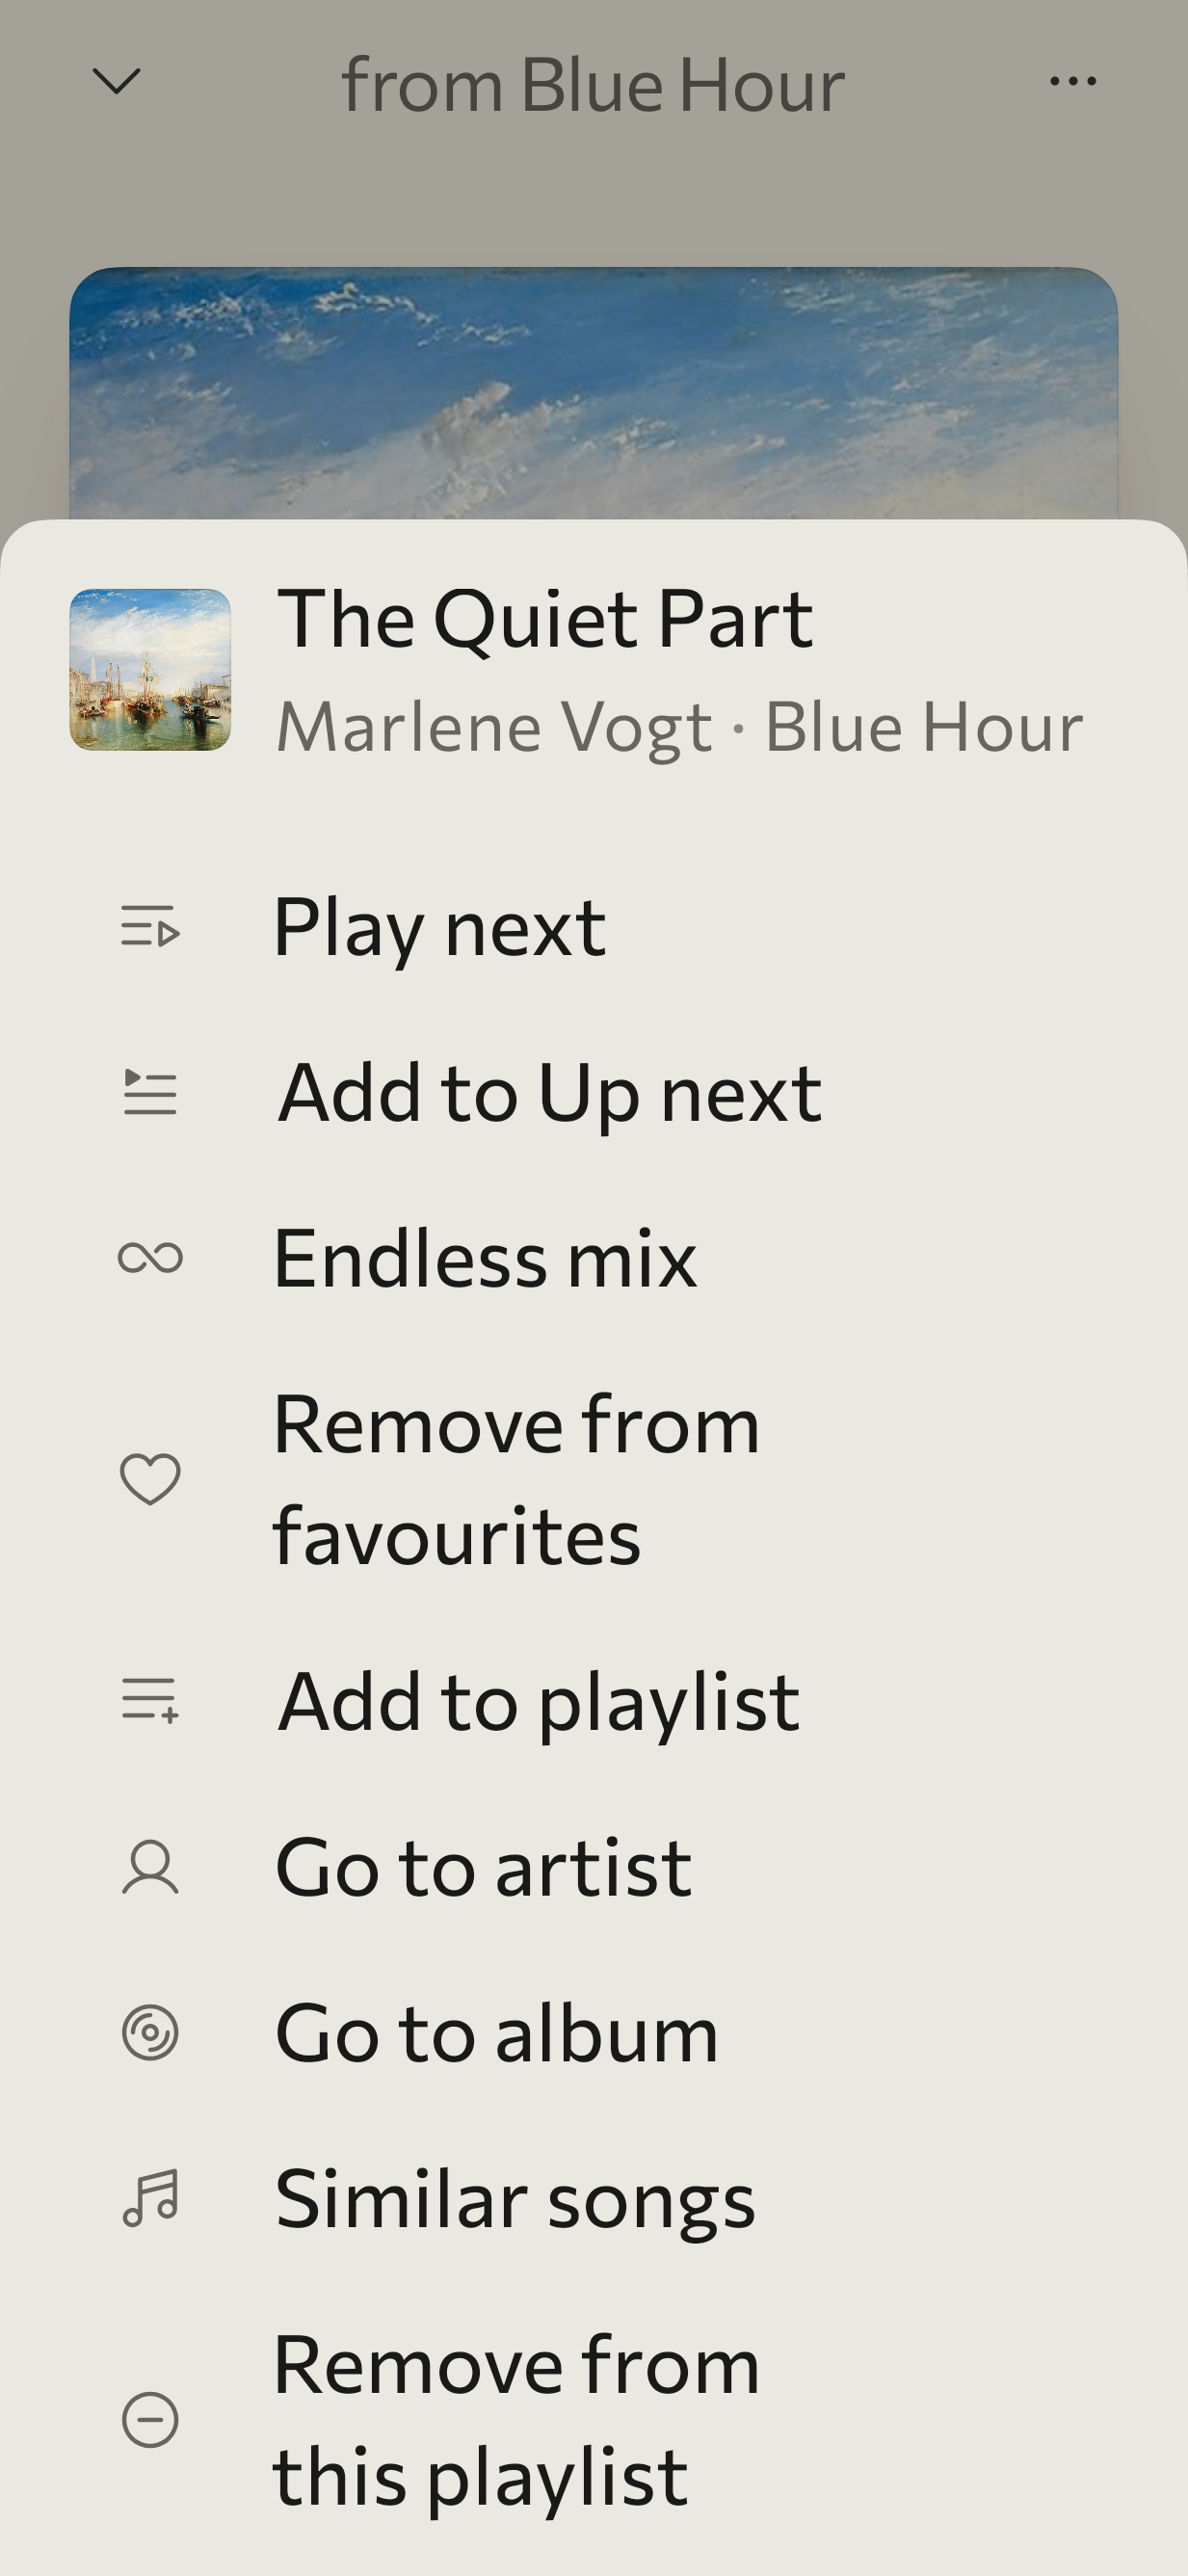 from Blue Hour
The Quiet Part
Marlene Vogt · Blue Hour
Play next
Add to Up next
Endless mix
Remove from
favourites
Add to playlist
Go to artist
Go to album
Similar songs
Remove from
this playlist